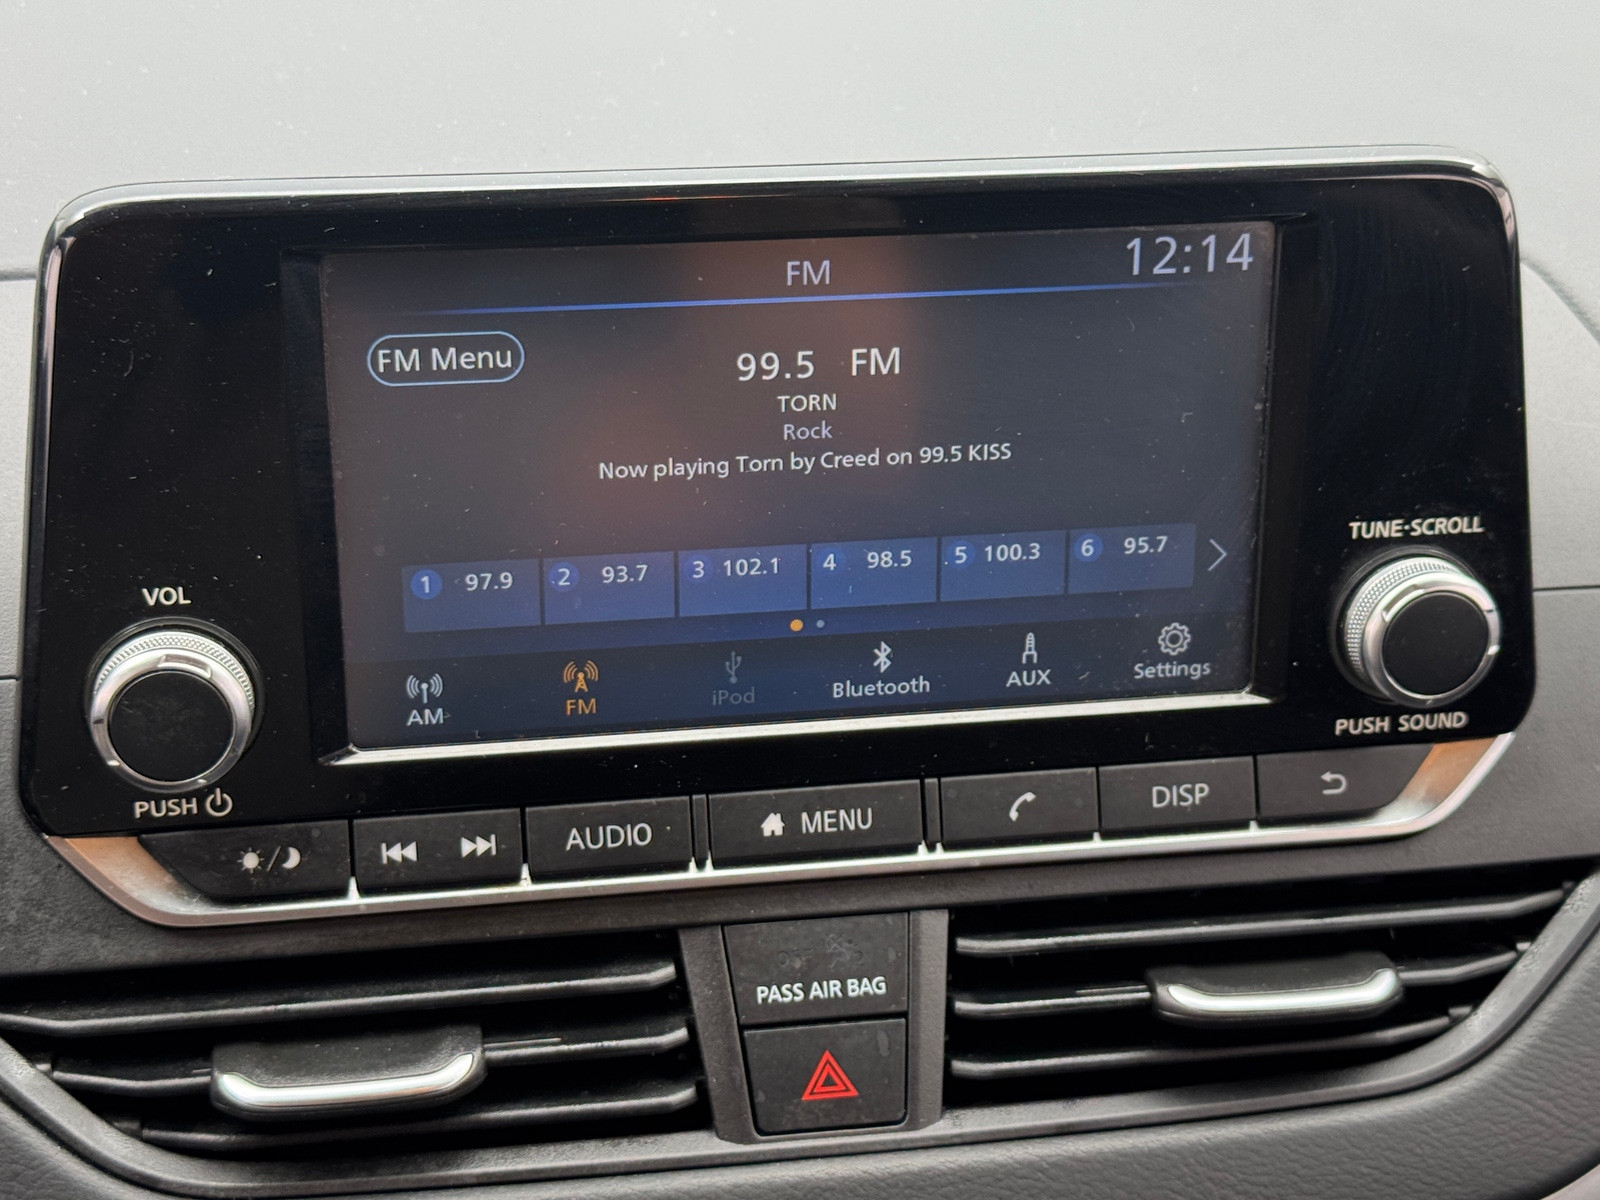 FM
12:14
FM Menu
99.5 FM
TORN
Rock
Now playing Torn by Creed on 99.5 KISS
1 97.9
2 93.7
3 102.1
4 98.5
5 100.3
6 95.7
AM
FM
iPod
Bluetooth
AUX
Settings
VOL
PUSH
TUNE·SCROLL
PUSH SOUND
AUDIO
MENU
DISP
PASS AIR BAG